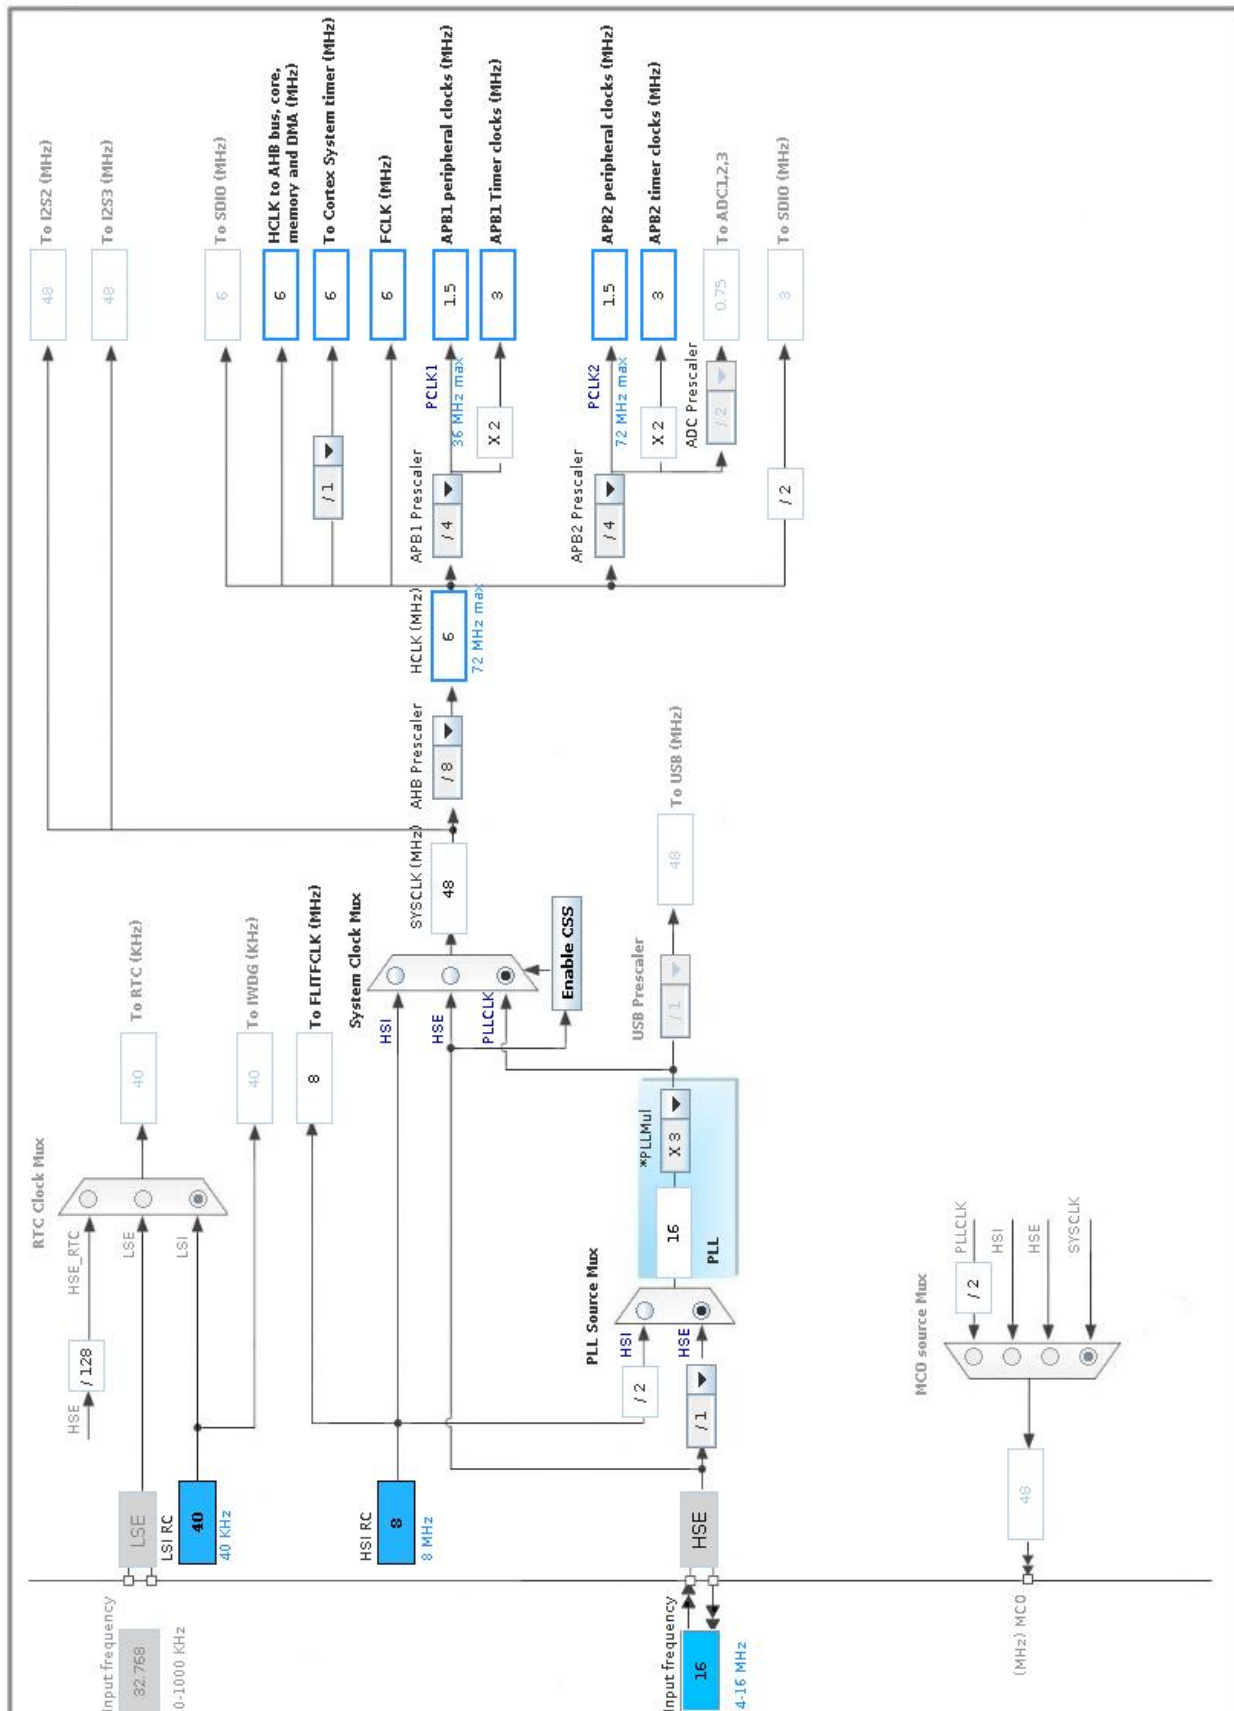 Input frequency
32.768
0-1000 KHz
LSE
LSI RC
40
40 KHz
HSE
/ 128
HSE_RTC
LSE
LSI
RTC Clock Mux
40
To RTC (KHz)
40
To IWDG (KHz)
HSI RC
8
8 MHz
8
To FLITFCLK (MHz)
System Clock Mux
HSI
HSE
PLLCLK
Enable CSS
SYSCLK (MHz)
48
AHB Prescaler
/ 8
HCLK (MHz)
6
72 MHz max
48
To I2S2 (MHz)
48
To I2S3 (MHz)
6
To SDIO (MHz)
6
HCLK to AHB bus, core,
memory and DMA (MHz)
/ 1
6
To Cortex System timer (MHz)
6
FCLK (MHz)
APB1 Prescaler
/ 4
PCLK1
36 MHz max
1.5
APB1 peripheral clocks (MHz)
X 2
3
APB1 Timer clocks (MHz)
APB2 Prescaler
/ 4
PCLK2
72 MHz max
1.5
APB2 peripheral clocks (MHz)
X 2
3
APB2 timer clocks (MHz)
ADC Prescaler
/ 2
0.75
To ADC1,2,3
/ 2
3
To SDIO (MHz)
Input frequency
16
4-16 MHz
HSE
/ 1
/ 2
HSI
HSE
PLL Source Mux
16
*PLLMul
X 3
PLL
USB Prescaler
/ 1
48
To USB (MHz)
(MHz) MCO
48
MCO source Mux
/ 2
PLLCLK
HSI
HSE
SYSCLK